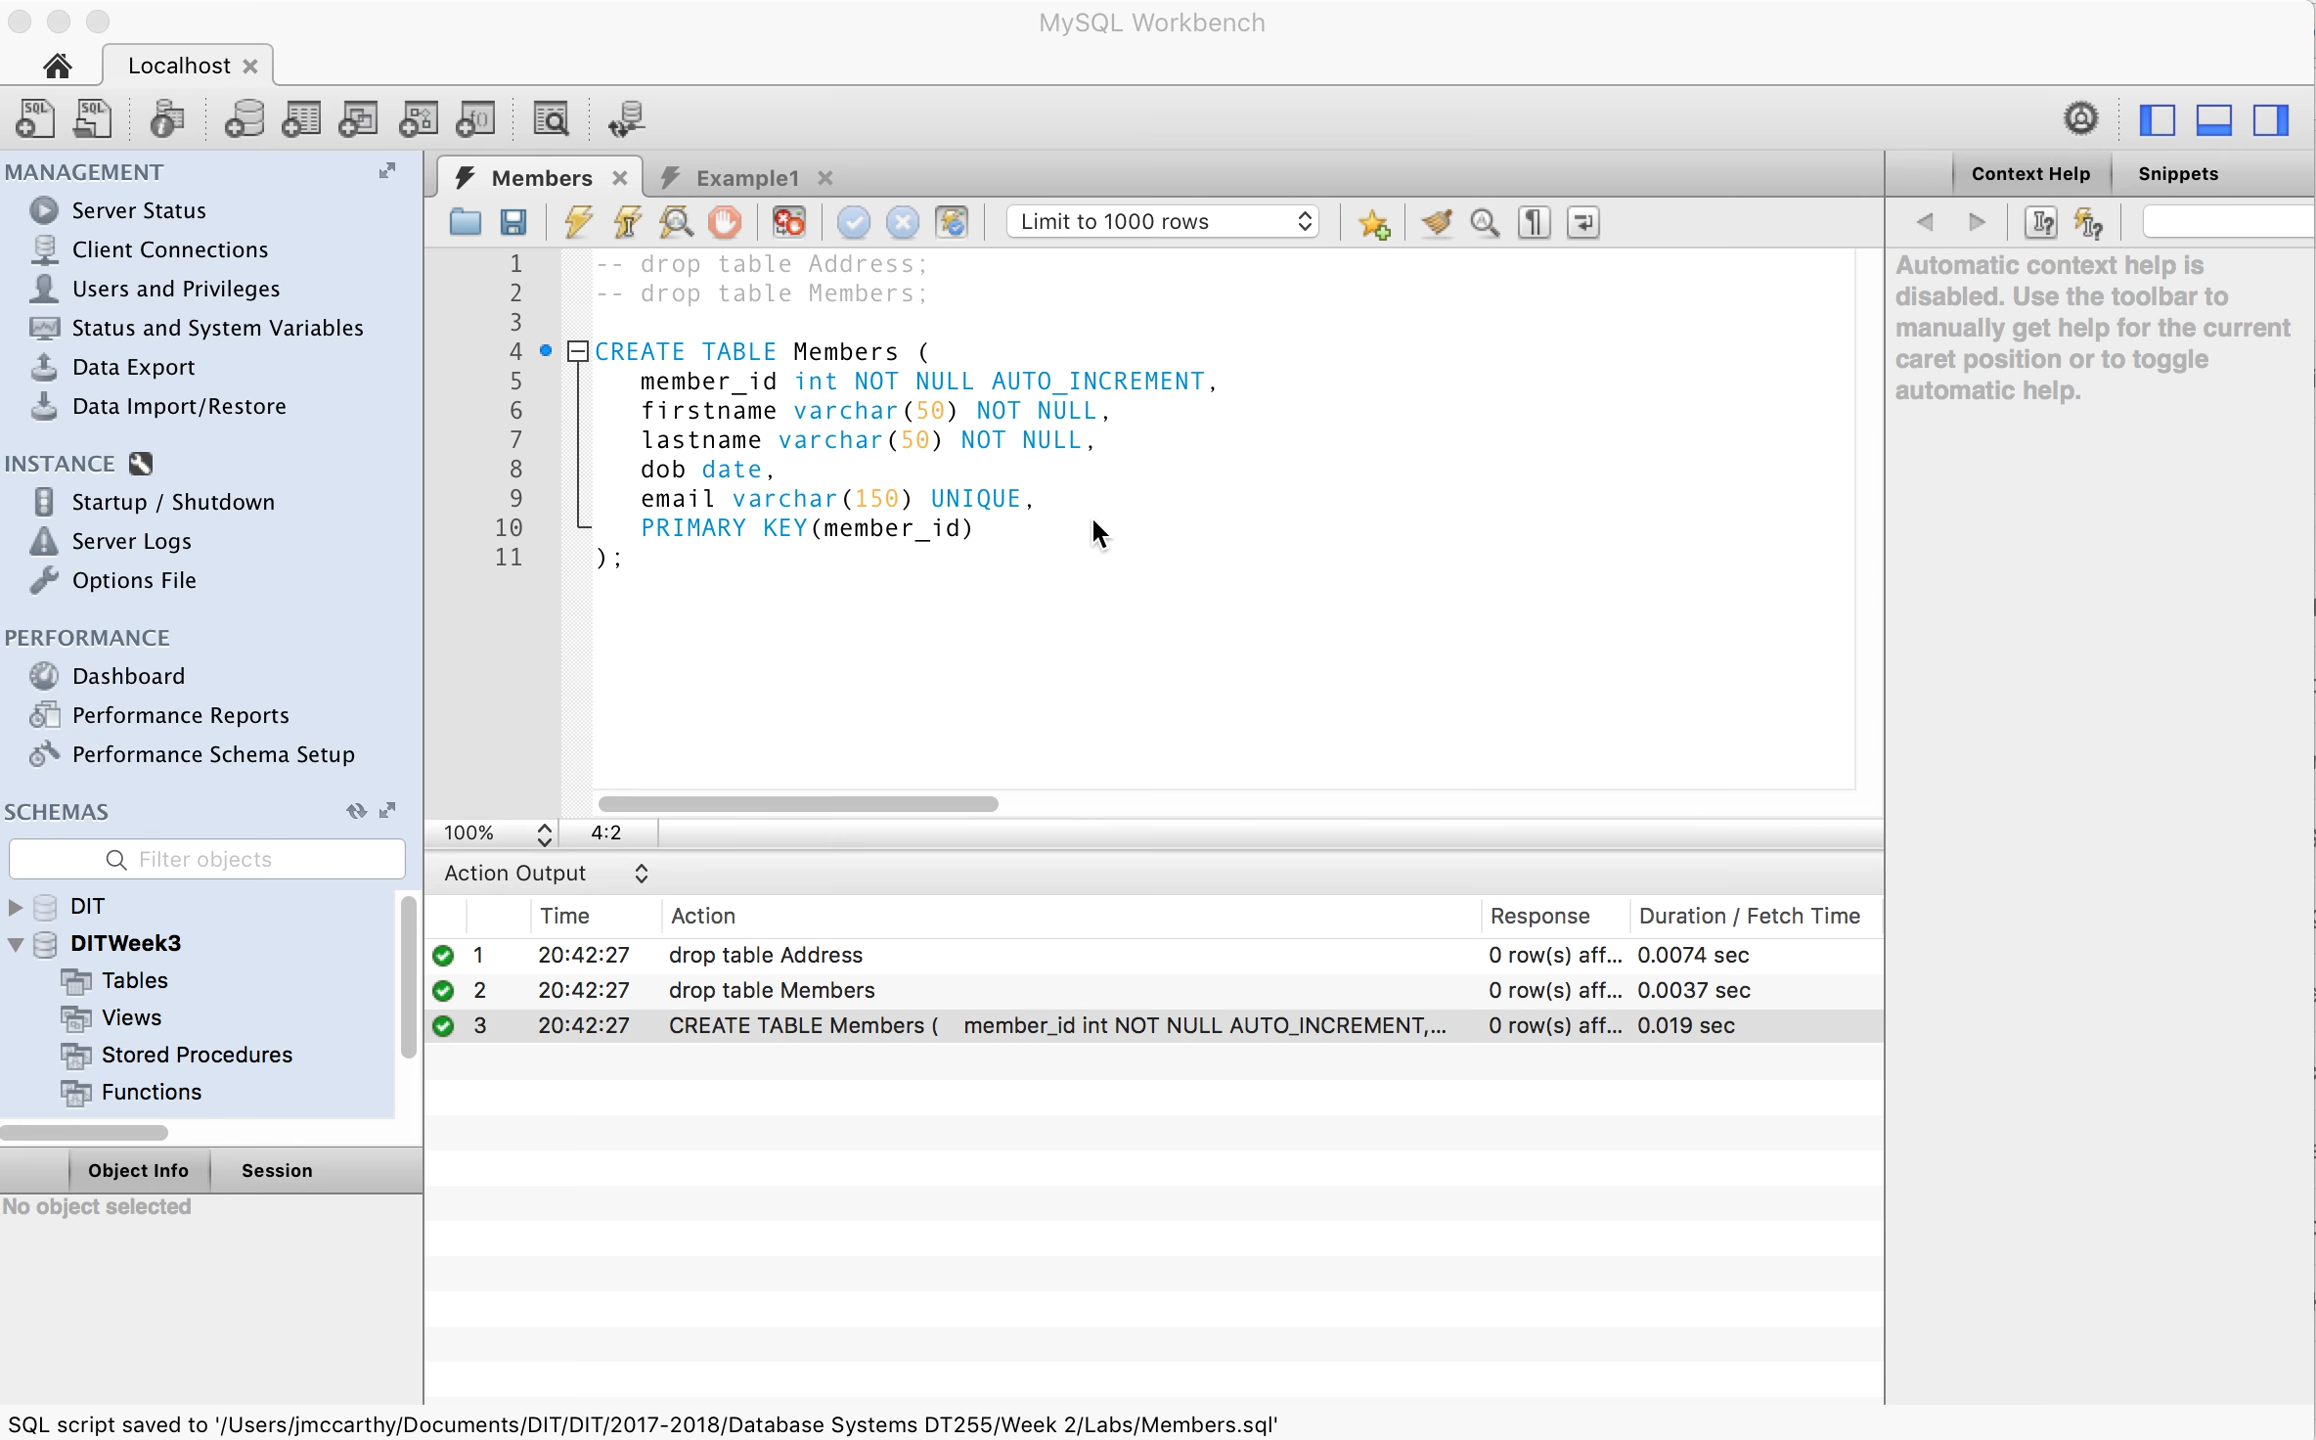 MySQL Workbench
Localhost
MANAGEMENT
Server Status
Client Connections
Users and Privileges
Status and System Variables
Data Export
Data Import/Restore
INSTANCE
Startup / Shutdown
Server Logs
Options File
PERFORMANCE
Dashboard
Performance Reports
Performance Schema Setup
SCHEMAS
Filter objects
DIT
DITWeek3
Tables
Views
Stored Procedures
Functions
Object Info Session
No object selected
Members Example1
Limit to 1000 rows
1 -- drop table Address;
2 -- drop table Members;
3
4 CREATE TABLE Members (
5 member_id int NOT NULL AUTO_INCREMENT,
6 firstname varchar(50) NOT NULL,
7 lastname varchar(50) NOT NULL,
8 dob date,
9 email varchar(150) UNIQUE,
10 PRIMARY KEY(member_id)
11 );
100% 4:2
Action Output
Time Action Response Duration / Fetch Time
1 20:42:27 drop table Address 0 row(s) aff... 0.0074 sec
2 20:42:27 drop table Members 0 row(s) aff... 0.0037 sec
3 20:42:27 CREATE TABLE Members ( member_id int NOT NULL AUTO_INCREMENT,... 0 row(s) aff... 0.019 sec
Context Help Snippets
Automatic context help is
disabled. Use the toolbar to
manually get help for the current
caret position or to toggle
automatic help.
SQL script saved to '/Users/jmccarthy/Documents/DIT/DIT/2017-2018/Database Systems DT255/Week 2/Labs/Members.sql'